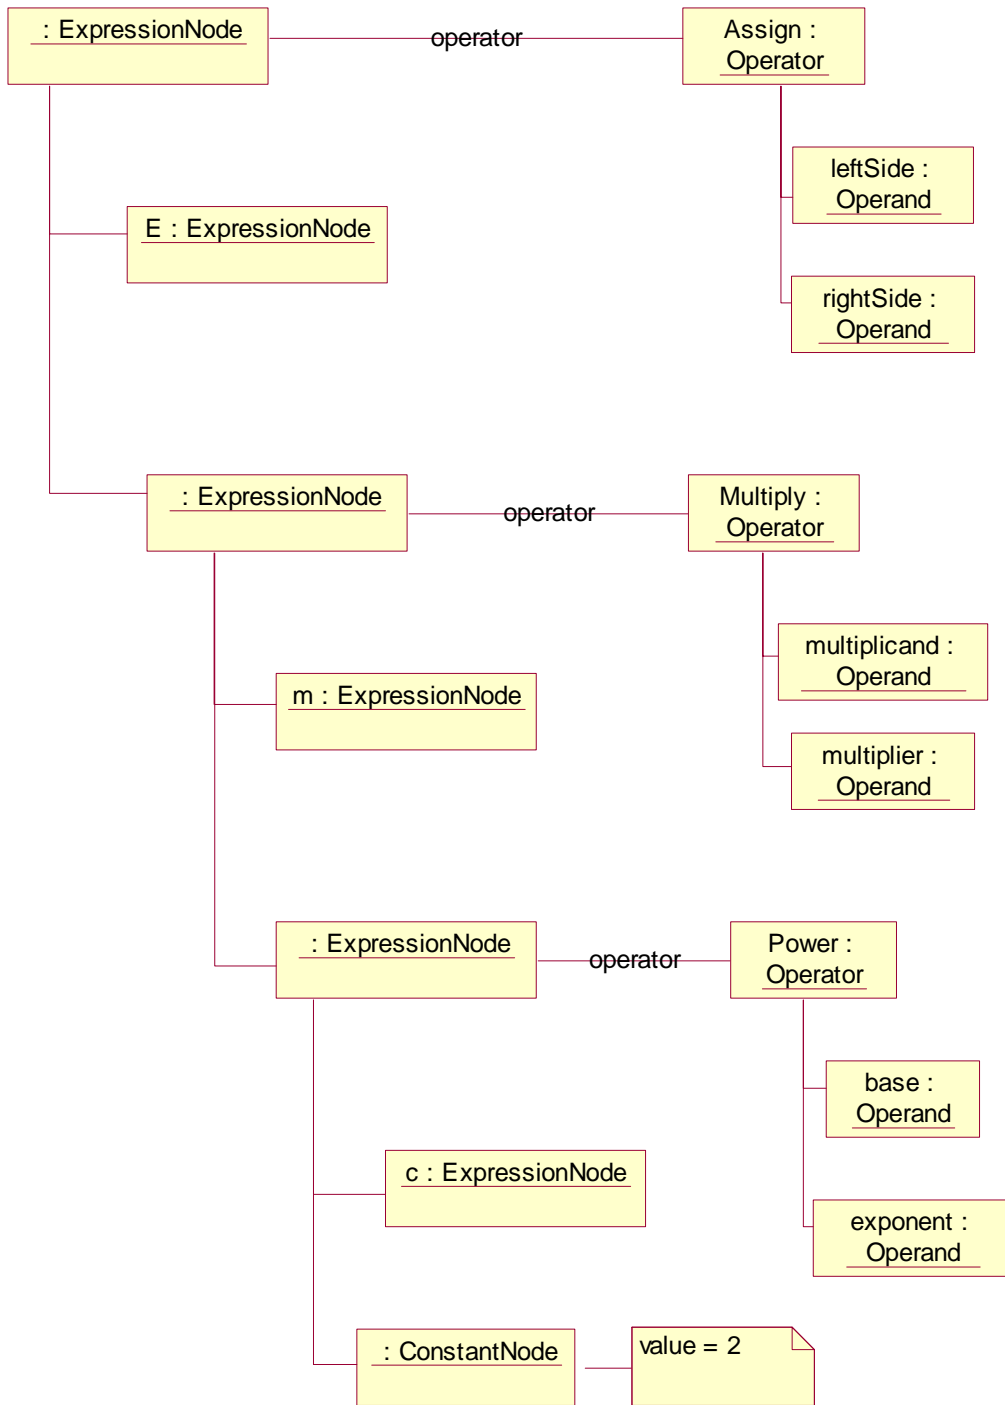 : ExpressionNode
operator
Assign :
Operator
leftSide :
Operand
E : ExpressionNode
rightSide :
Operand
: ExpressionNode
operator
Multiply :
Operator
multiplicand :
Operand
m : ExpressionNode
multiplier :
Operand
: ExpressionNode
operator
Power :
Operator
base :
Operand
c : ExpressionNode
exponent :
Operand
: ConstantNode
value = 2